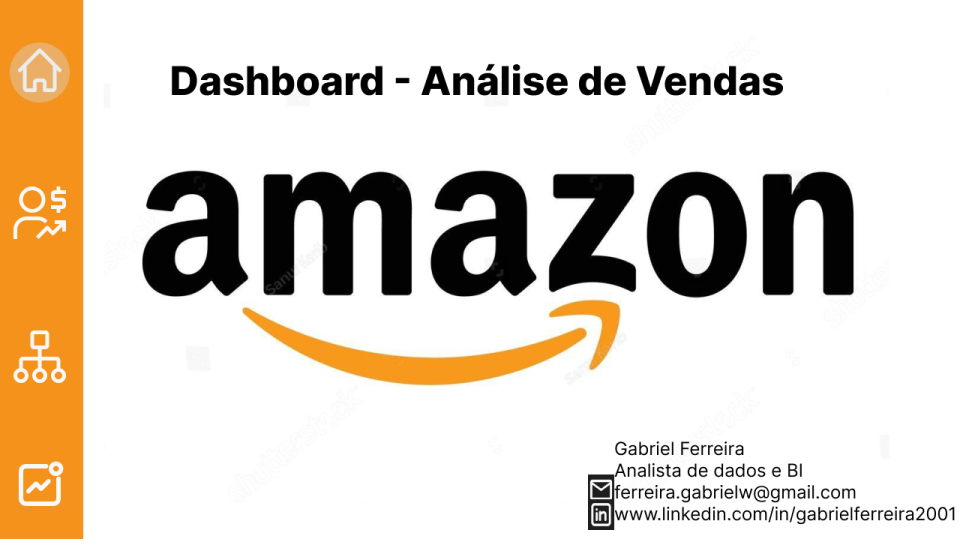 Dashboard - Análise de Vendas
amazon
Gabriel Ferreira
Analista de dados e BI
ferreira.gabrielw@gmail.com
www.linkedin.com/in/gabrielferreira2001